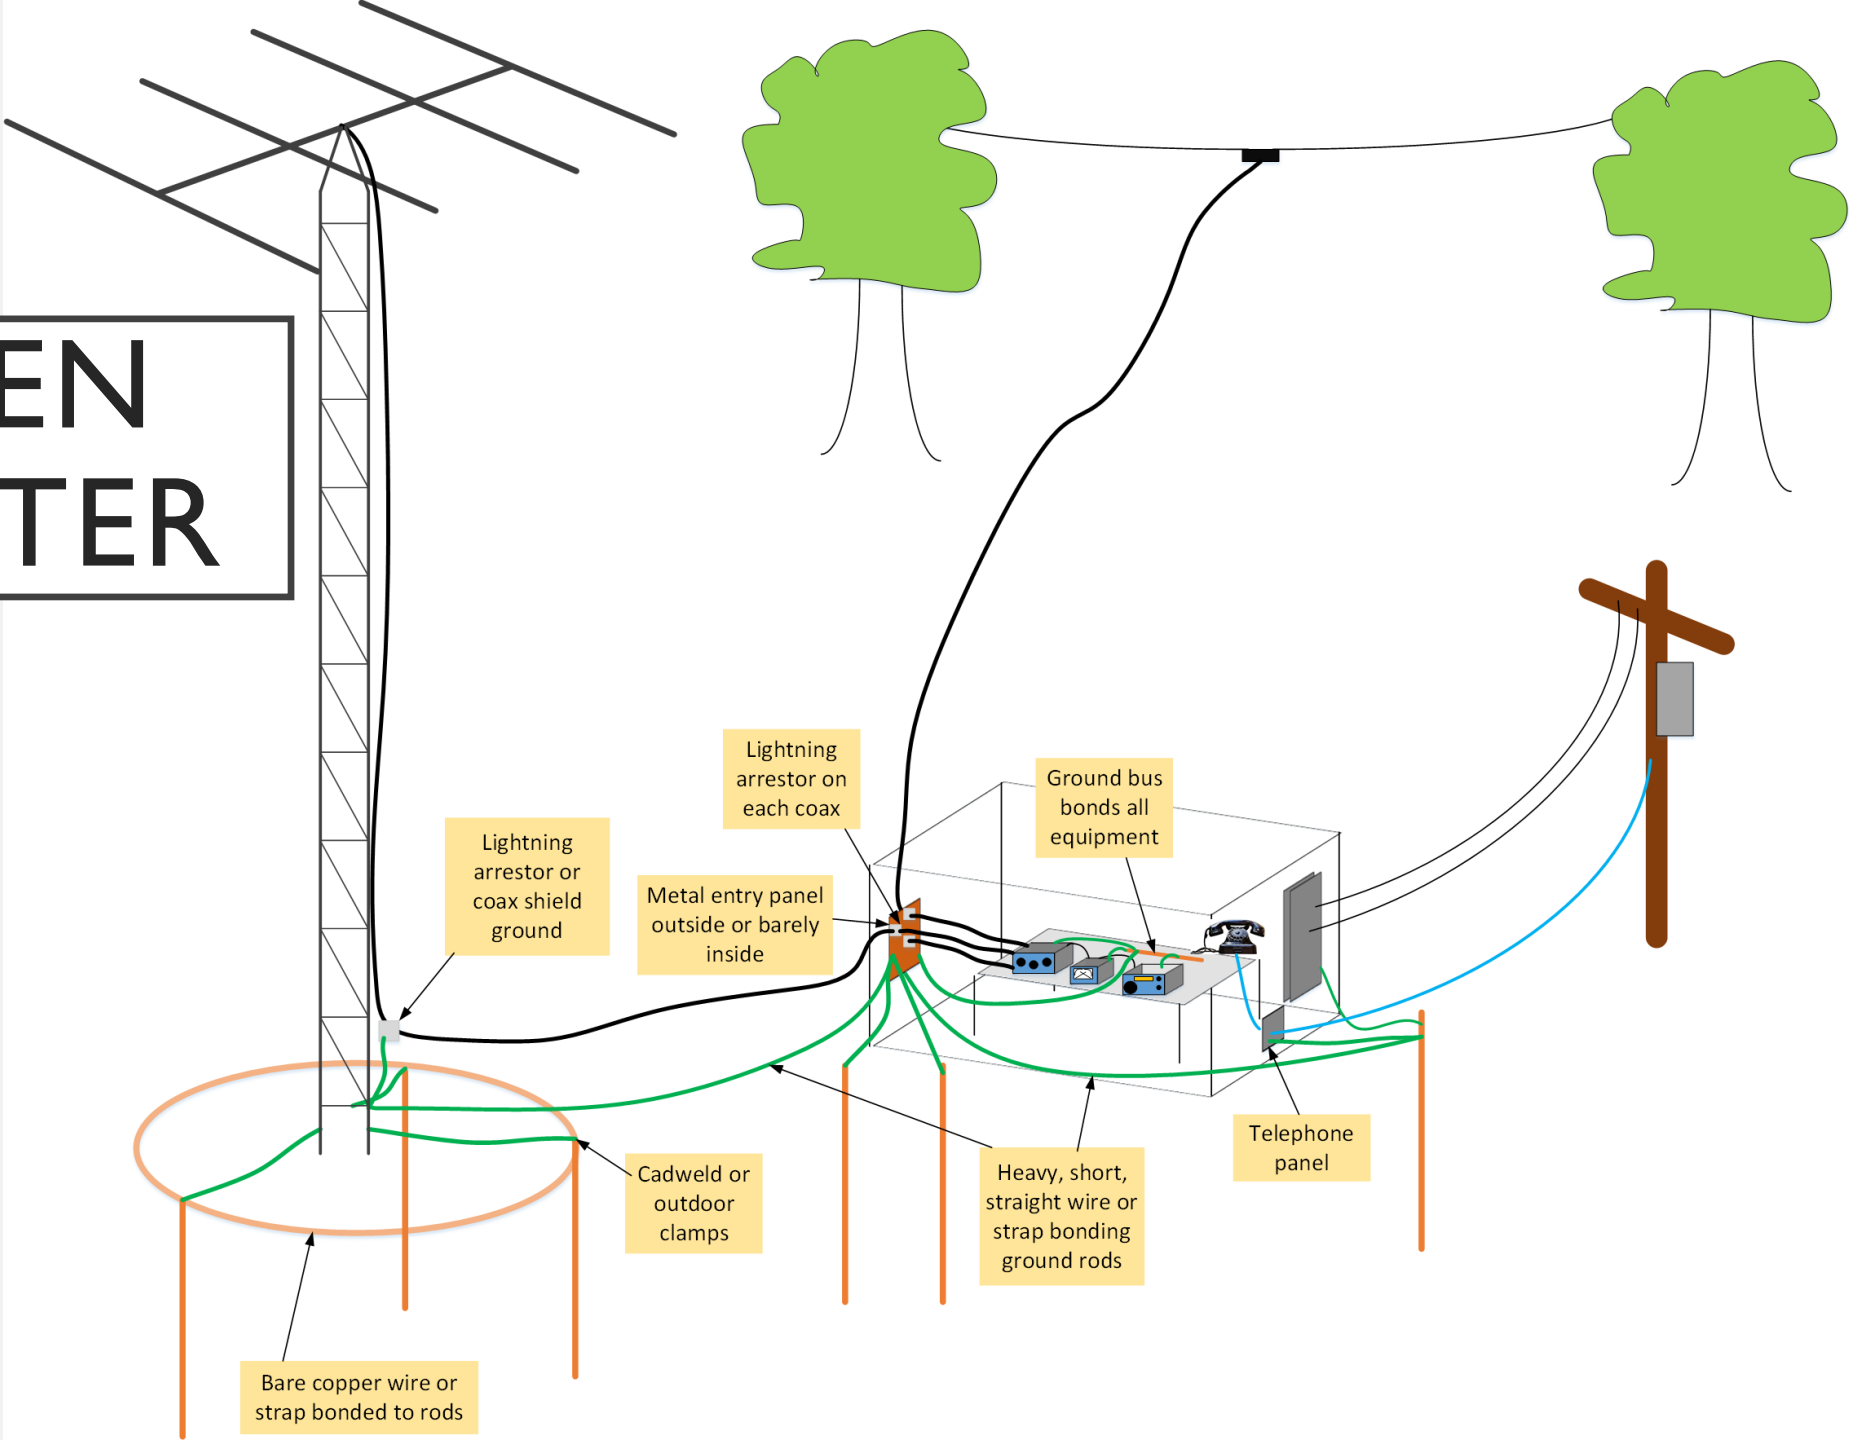 EN
TER
Lightning
arrestor on
each coax
Ground bus
bonds all
equipment
Lightning
arrestor or
coax shield
ground
Metal entry panel
outside or barely
inside
Cadweld or
outdoor
clamps
Heavy, short,
straight wire or
strap bonding
ground rods
Telephone
panel
Bare copper wire or
strap bonded to rods